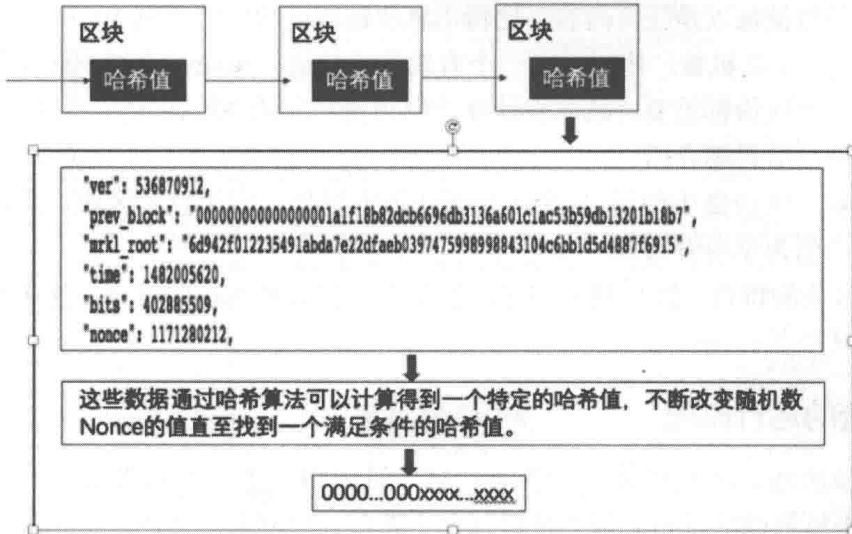 区块
区块
区块
哈希值
哈希值
哈希值
"ver": 536870912,
"prev_block": "000000000000000001a1f18b82dcb6696db3136a601c1ac53b59db13201b18b7",
"mrkl_root": "6d942f012235491abda7e22dfaeb0397475998998843104c6bb1d5d4887f6915",
"time": 1482005620,
"bits": 402885509,
"nonce": 1171280212,
这些数据通过哈希算法可以计算得到一个特定的哈希值，不断改变随机数
Nonce的值直至找到一个满足条件的哈希值。
0000...000xxxx...xxxx